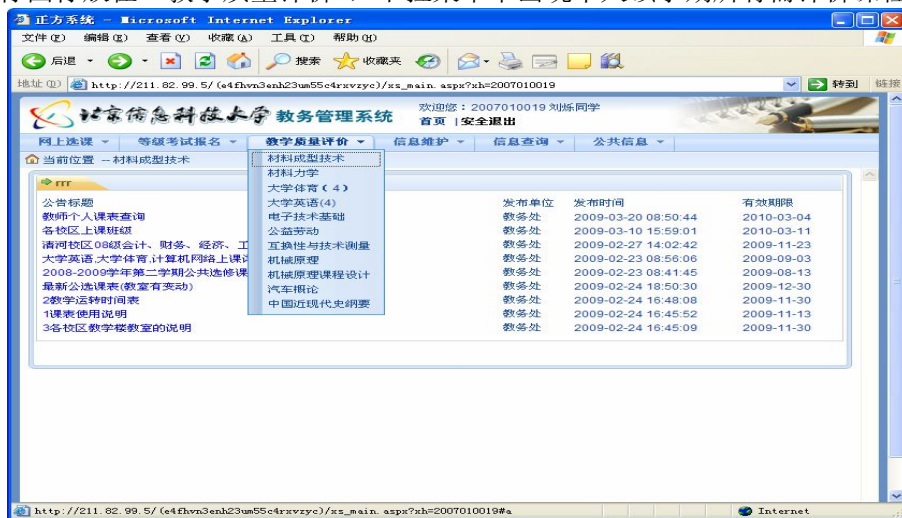 正方系统 - Microsoft Internet Explorer
文件(F) 编辑(E) 查看(V) 收藏(A) 工具(T) 帮助(H)
后退 搜索 收藏夹
地址(D) http://211.82.99.5/(e4fhvn3enh23um55c4rxvzyc)/xs_main.aspx?xh=2007010019 转到 链接
北京信息科技大学 教务管理系统 欢迎您:2007010019 刘烁同学
首页 | 安全退出
网上选课 等级考试报名 教学质量评价 信息维护 信息查询 公共信息
当前位置 --材料成型技术
材料成型技术
材料力学
大学体育(4)
大学英语(4)
电子技术基础
公益劳动
互换性与技术测量
机械原理
机械原理课程设计
汽车概论
中国近现代史纲要
rrr
公告标题 发布单位 发布时间 有效期限
教师个人课表查询 教务处 2009-03-20 08:50:44 2010-03-04
各校区上课班级 教务处 2009-03-10 15:59:01 2010-03-11
清河校区08级会计、财务、经济、工 教务处 2009-02-27 14:02:42 2009-11-23
大学英语,大学体育,计算机网络上课 教务处 2009-02-23 08:56:06 2009-09-03
2008-2009学年第二学期公共选修课 教务处 2009-02-23 08:41:45 2009-08-13
最新公选课表(教室有变动) 教务处 2009-02-24 18:50:30 2009-12-30
2教学运转时间表 教务处 2009-02-24 16:48:08 2009-11-30
1课表使用说明 教务处 2009-02-24 16:45:52 2009-11-13
3各校区教学楼教室的说明 教务处 2009-02-24 16:45:09 2009-11-30
http://211.82.99.5/(e4fhvn3enh23um55c4rxvzyc)/xs_main.aspx?xh=2007010019#a Internet